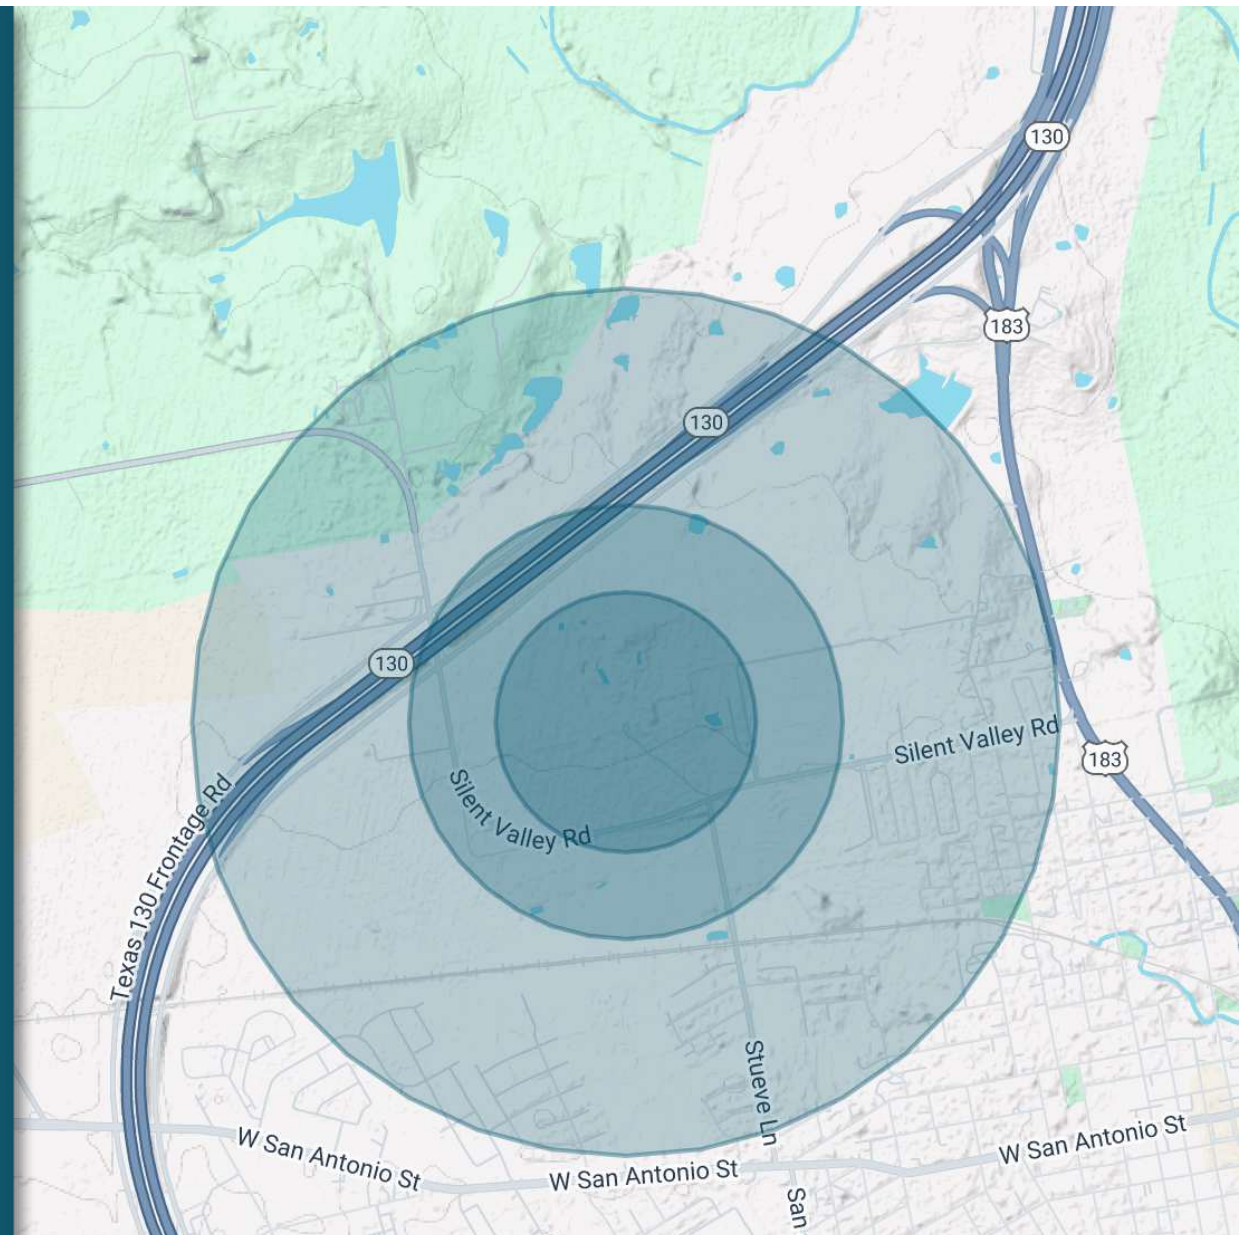 130
183
130
130
Silent Valley Rd
183
Silent Valley Rd
Texas 130 Frontage Rd
Stueve Ln
W San Antonio St
W San Antonio St
W San Antonio St
San